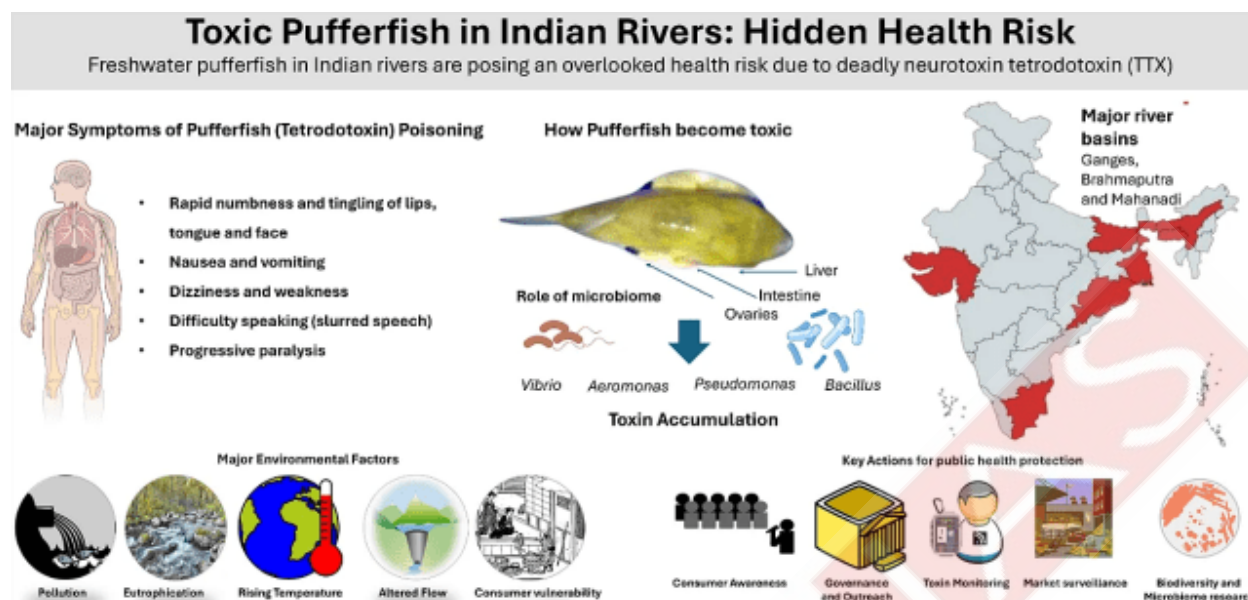 Toxic Pufferfish in Indian Rivers: Hidden Health Risk
Freshwater pufferfish in Indian rivers are posing an overlooked health risk due to deadly neurotoxin tetrodotoxin (TTX)
Major Symptoms of Pufferfish (Tetrodotoxin) Poisoning
• Rapid numbness and tingling of lips,
tongue and face
• Nausea and vomiting
• Dizziness and weakness
• Difficulty speaking (slurred speech)
• Progressive paralysis
How Pufferfish become toxic
Liver
Intestine
Ovaries
Role of microbiome
Vibrio
Aeromonas
Pseudomonas
Bacillus
Toxin Accumulation
Major river
basins
Ganges,
Brahmaputra
and Mahanadi
Major Environmental Factors
Pollution
Eutrophication
Rising Temperature
Altered Flow
Consumer vulnerability
Key Actions for public health protection
Consumer Awareness
Governance
and Outreach
Toxin Monitoring
Market surveillance
Biodiversity and
Microbiome